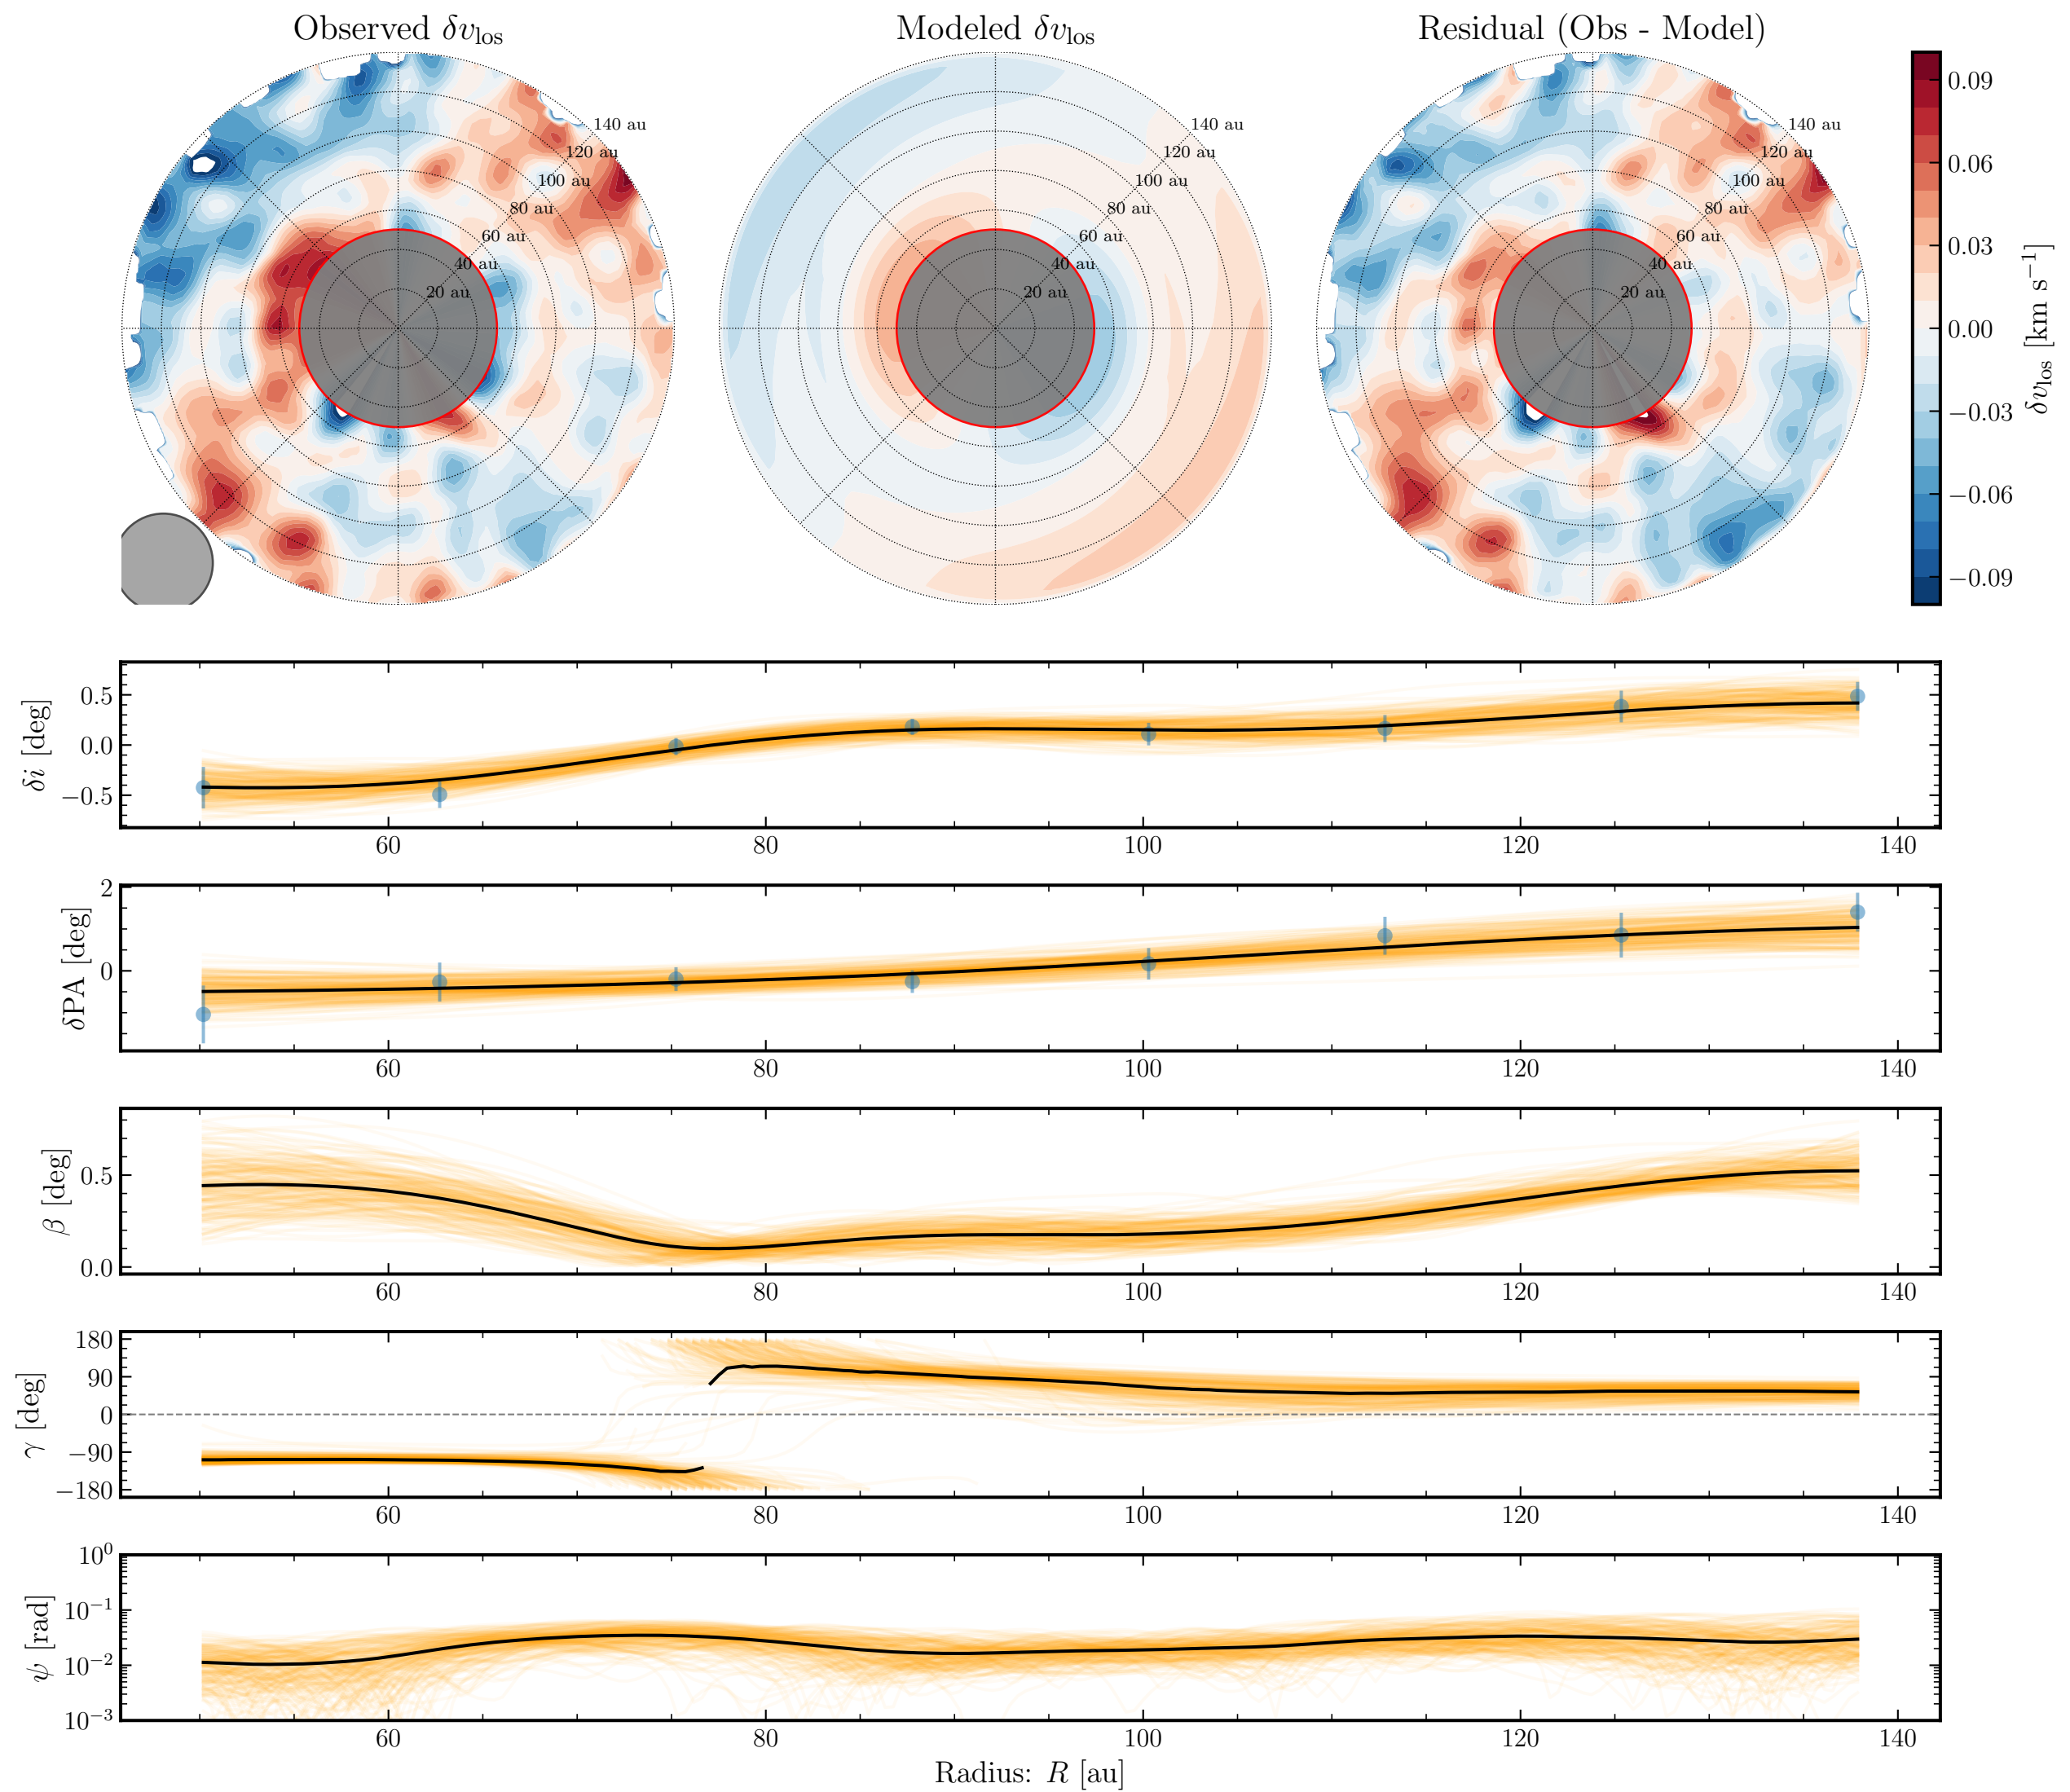 Observed δv_los
Modeled δv_los
Residual (Obs - Model)
140 au
120 au
100 au
80 au
60 au
40 au
20 au
140 au
120 au
100 au
80 au
60 au
40 au
20 au
140 au
120 au
100 au
80 au
60 au
40 au
20 au
0.09
0.06
0.03
0.00
−0.03
−0.06
−0.09
δv_los [km s⁻¹]
δi [deg]
0.5
0.0
−0.5
60 80 100 120 140
δPA [deg]
2
0
60 80 100 120 140
β [deg]
0.5
0.0
60 80 100 120 140
γ [deg]
180
90
0
−90
−180
60 80 100 120 140
ψ [rad]
10⁰
10⁻¹
10⁻²
10⁻³
60 80 100 120 140
Radius: R [au]